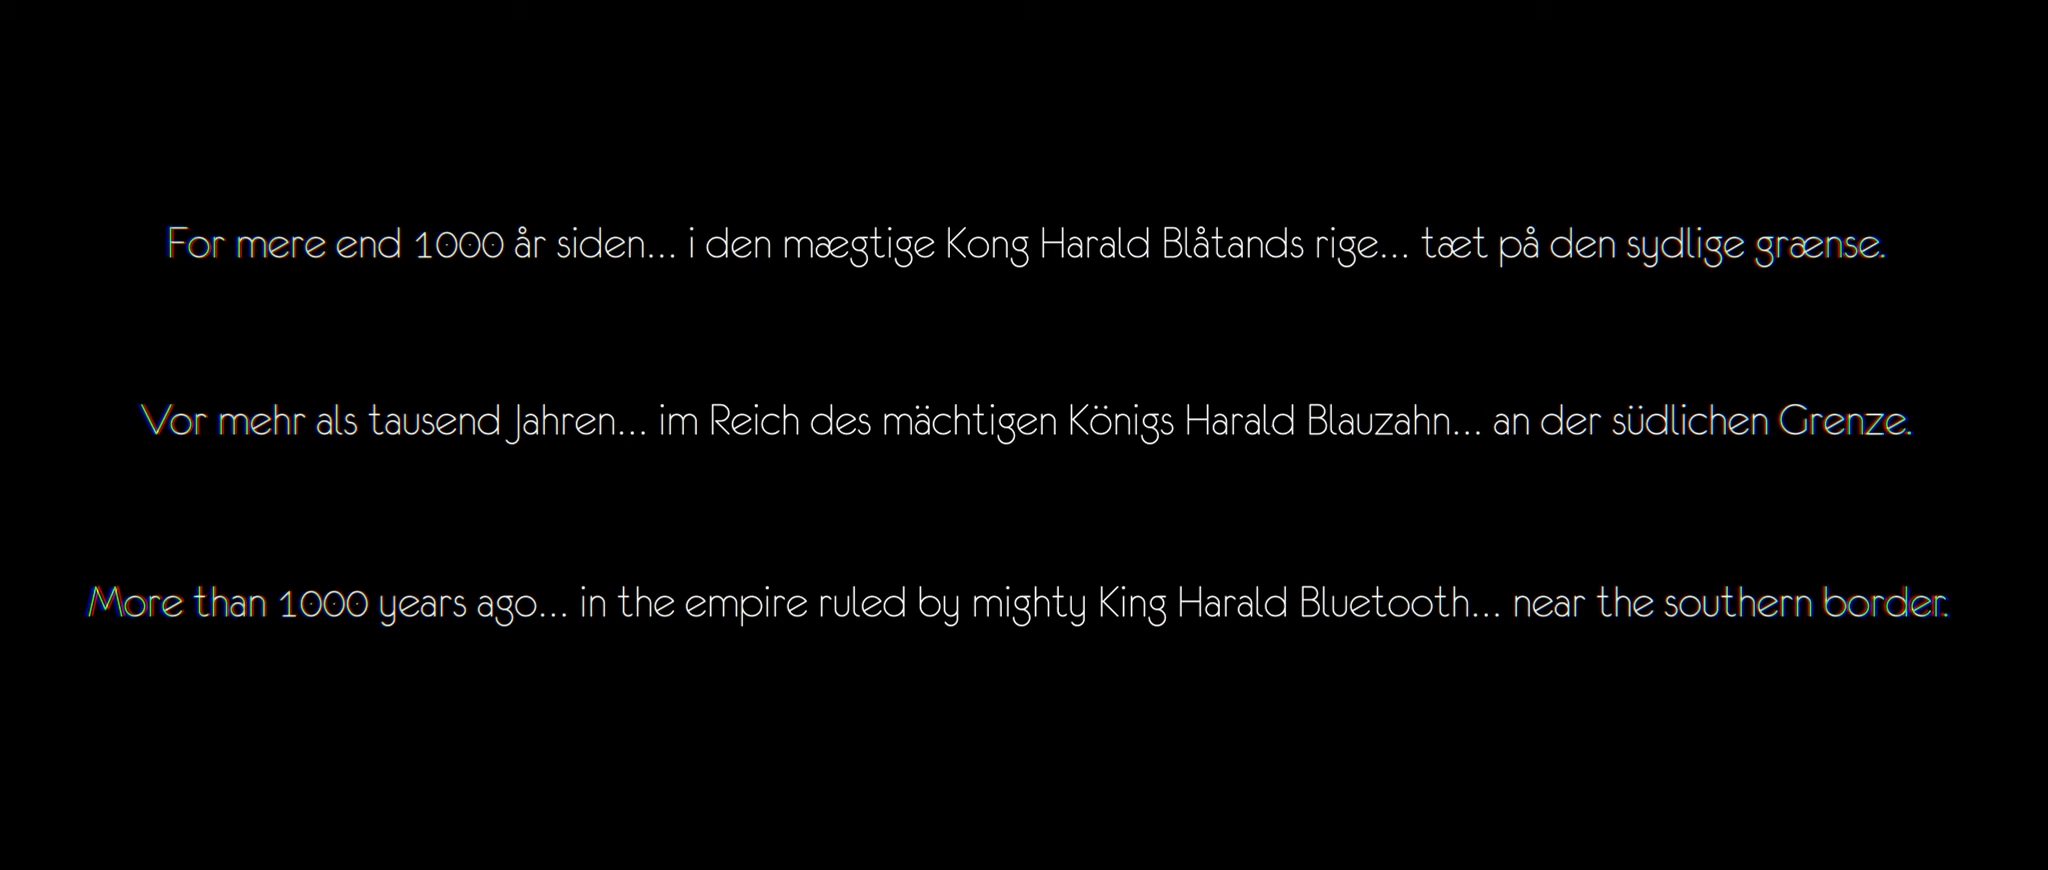 For mere end 1000 år siden... i den mægtige Kong Harald Blåtands rige... tæt på den sydlige grænse.
Vor mehr als tausend Jahren... im Reich des mächtigen Königs Harald Blauzahn... an der südlichen Grenze.
More than 1000 years ago... in the empire ruled by mighty King Harald Bluetooth... near the southern border.